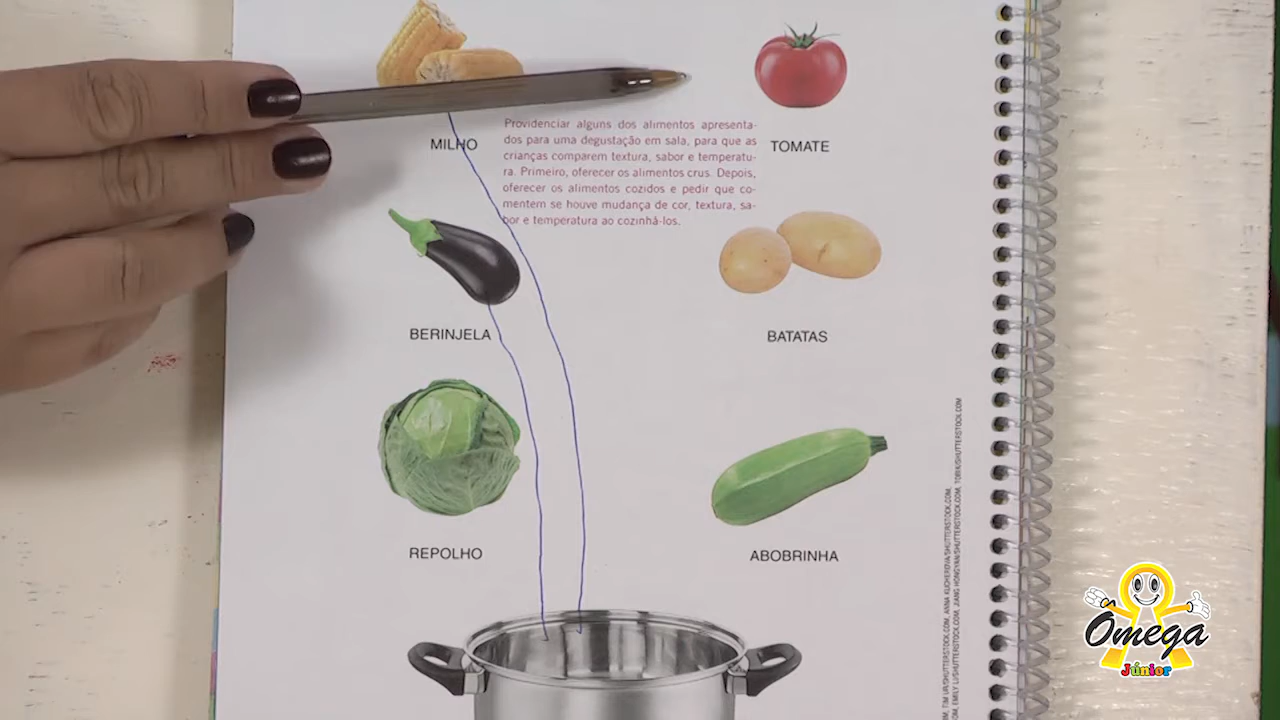 MILHO
Providenciar alguns dos alimentos apresenta-
dos para uma degustação em sala, para que as
crianças comparem textura, sabor e temperatu-
ra. Primeiro, oferecer os alimentos crus. Depois,
oferecer os alimentos cozidos e pedir que co-
mentem se houve mudança de cor, textura, sa-
bor e temperatura ao cozinhá-los.
TOMATE
BERINJELA
BATATAS
REPOLHO
ABOBRINHA
Omega
Júnior